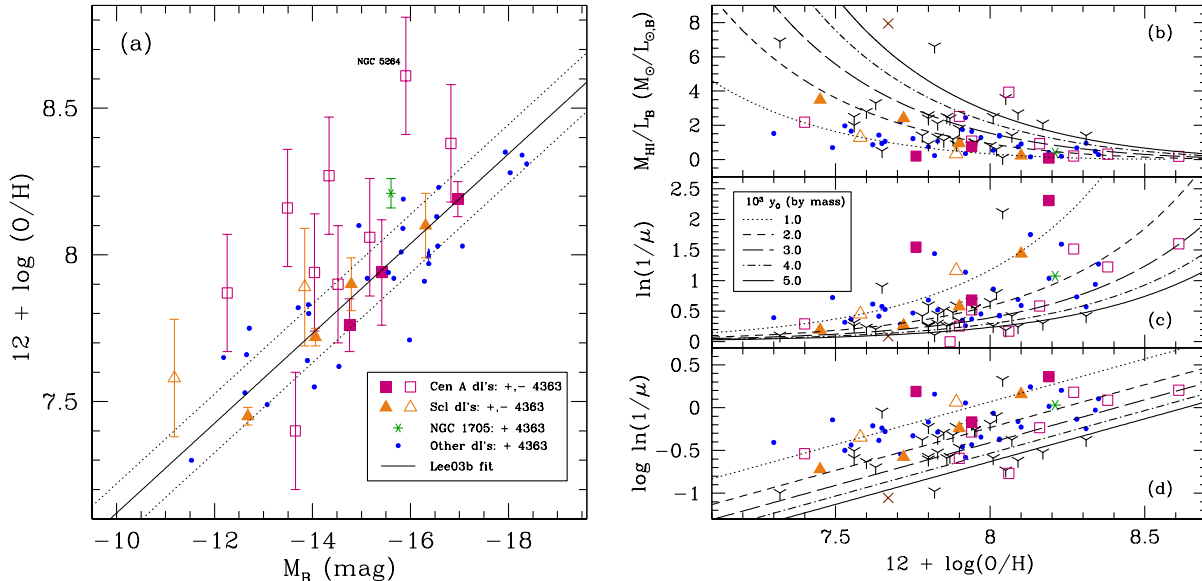 (a)
NGC 5264
8.5
8
7.5
12 + log (O/H)
Cen A dI's: +,− 4363
Scl dI's: +,− 4363
NGC 1705: + 4363
Other dI's: + 4363
Lee03b fit
−10 −12 −14 −16 −18
M_B (mag)
(b)
8
6
4
2
0
M_HI/L_B (M_⊙/L_⊙,B)
2.5
2
1.5
1
0.5
0
ln(1/μ)
10³ y_O (by mass)
1.0
2.0
3.0
4.0
5.0
(c)
0.5
0
−0.5
−1
log ln(1/μ)
(d)
7.5 8 8.5
12 + log(O/H)